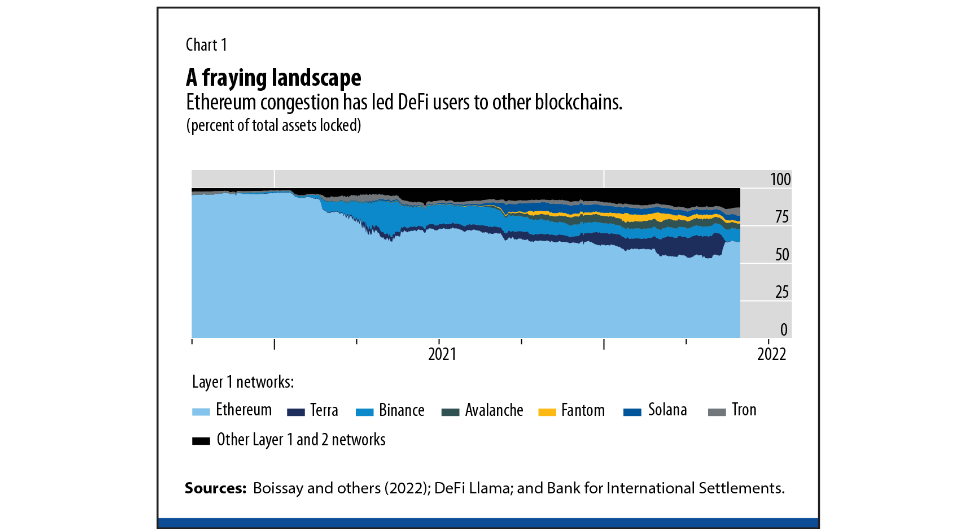 Chart 1
A fraying landscape
Ethereum congestion has led DeFi users to other blockchains.
(percent of total assets locked)
100
75
50
25
0
2021 2022
Layer 1 networks:
Ethereum Terra Binance Avalanche Fantom Solana Tron
Other Layer 1 and 2 networks
Sources: Boissay and others (2022); DeFi Llama; and Bank for International Settlements.